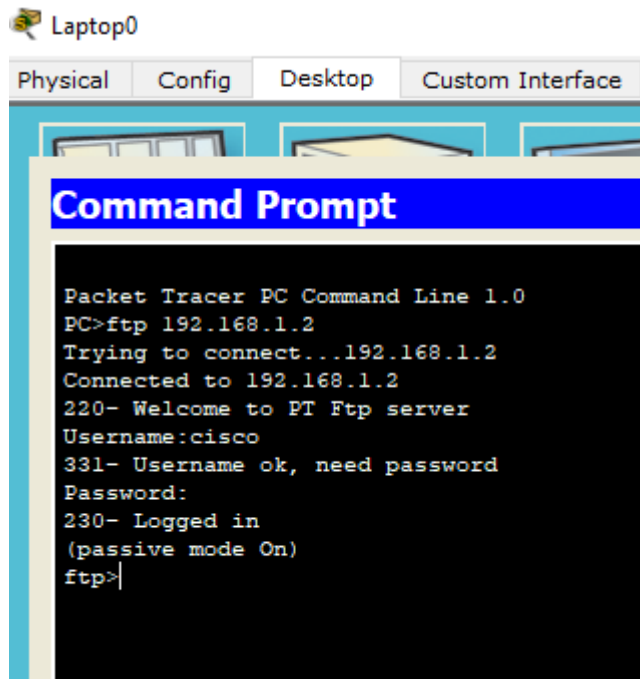 Laptop0
Physical Config Desktop Custom Interface
Command Prompt
Packet Tracer PC Command Line 1.0
PC>ftp 192.168.1.2
Trying to connect...192.168.1.2
Connected to 192.168.1.2
220- Welcome to PT Ftp server
Username:cisco
331- Username ok, need password
Password:
230- Logged in
(passive mode On)
ftp>